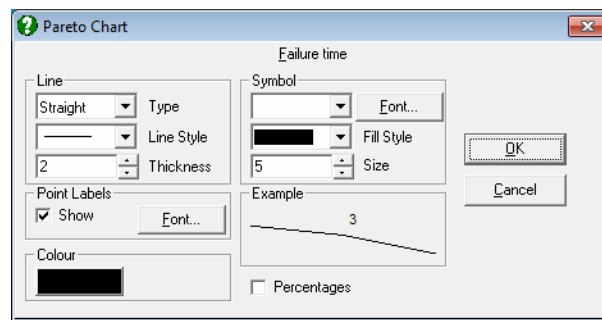 Pareto Chart
Failure time
Line
Straight
Type
Line Style
2
Thickness
Symbol
Font...
Fill Style
5
Size
OK
Cancel
Point Labels
Show
Font...
Example
3
Colour
Percentages